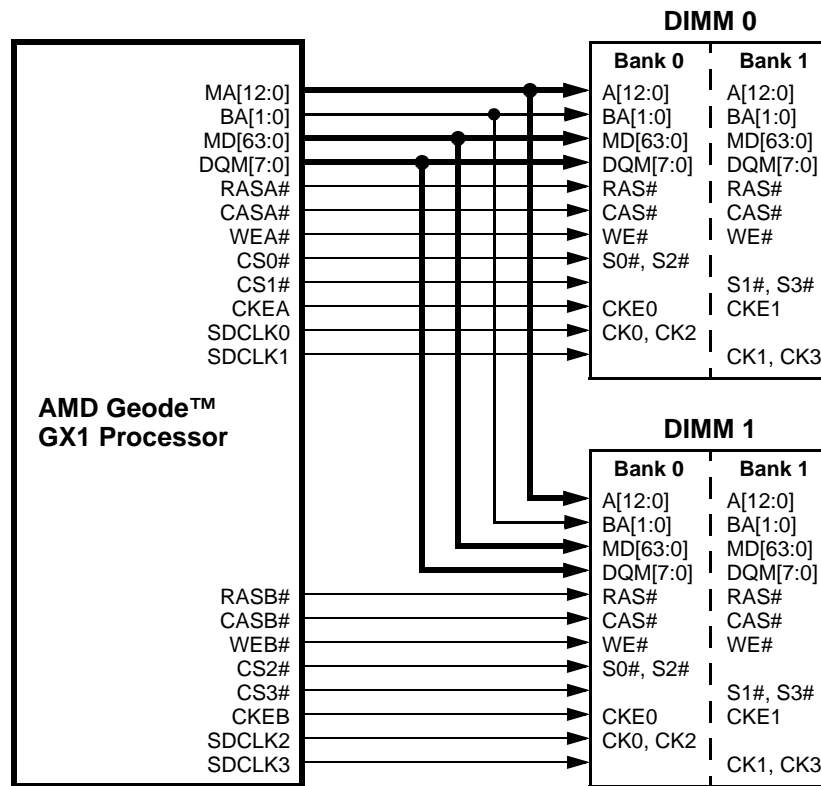 DIMM 0
Bank 0 Bank 1
MA[12:0] A[12:0] A[12:0]
BA[1:0] BA[1:0] BA[1:0]
MD[63:0] MD[63:0] MD[63:0]
DQM[7:0] DQM[7:0] DQM[7:0]
RASA# RAS# RAS#
CASA# CAS# CAS#
WEA# WE# WE#
CS0# S0#, S2#
CS1# S1#, S3#
CKEA CKE0 CKE1
SDCLK0 CK0, CK2
SDCLK1 CK1, CK3
AMD Geode™
GX1 Processor
DIMM 1
Bank 0 Bank 1
A[12:0] A[12:0]
BA[1:0] BA[1:0]
MD[63:0] MD[63:0]
DQM[7:0] DQM[7:0]
RASB# RAS# RAS#
CASB# CAS# CAS#
WEB# WE# WE#
CS2# S0#, S2#
CS3# S1#, S3#
CKEB CKE0 CKE1
SDCLK2 CK0, CK2
SDCLK3 CK1, CK3